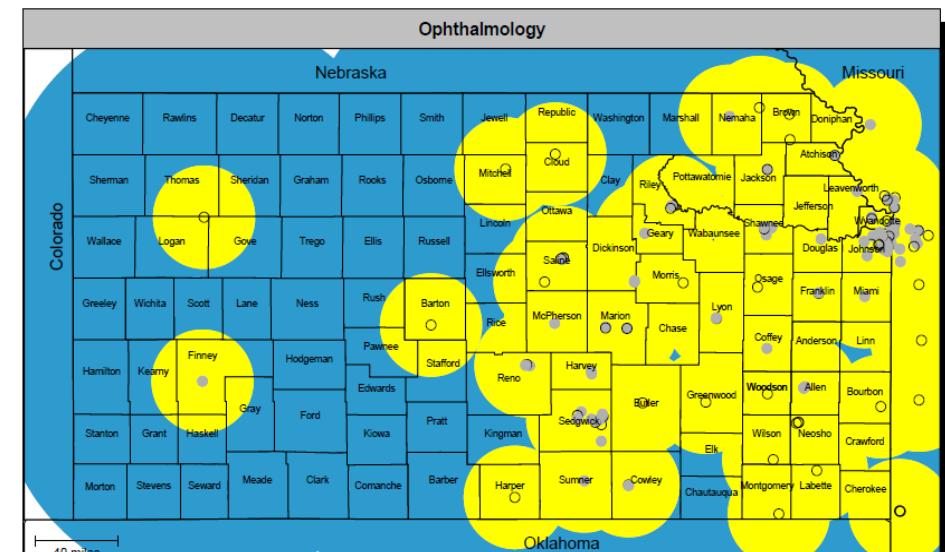 Ophthalmology
Nebraska
Missouri
Cheyenne Rawlins Decatur Norton Phillips Smith Jewell Republic Washington Marshall Nemaha Brown Doniphan
Atchison
Sherman Thomas Sheridan Graham Rooks Osborne Mitchell Cloud Clay Riley Pottawatomie Jackson
Leavenworth
Jefferson
Colorado
Wallace Logan Gove Trego Ellis Russell Lincoln Ottawa Dickinson Geary Wabaunsee Shawnee Douglas Johnson Wyandotte
Ellsworth Saline Morris Osage
Greeley Wichita Scott Lane Ness Rush Barton Rice McPherson Marion Chase Lyon Franklin Miami
Hamilton Kearny Finney Hodgeman Pawnee Stafford Reno Harvey Coffey Anderson Linn
Gray Ford Edwards Sedgwick Butler Greenwood Woodson Allen Bourbon
Stanton Grant Haskell Kiowa Pratt Kingman Elk Wilson Neosho Crawford
Morton Stevens Seward Meade Clark Comanche Barber Harper Sumner Cowley Chautauqua Montgomery Labette Cherokee
Oklahoma
40 miles